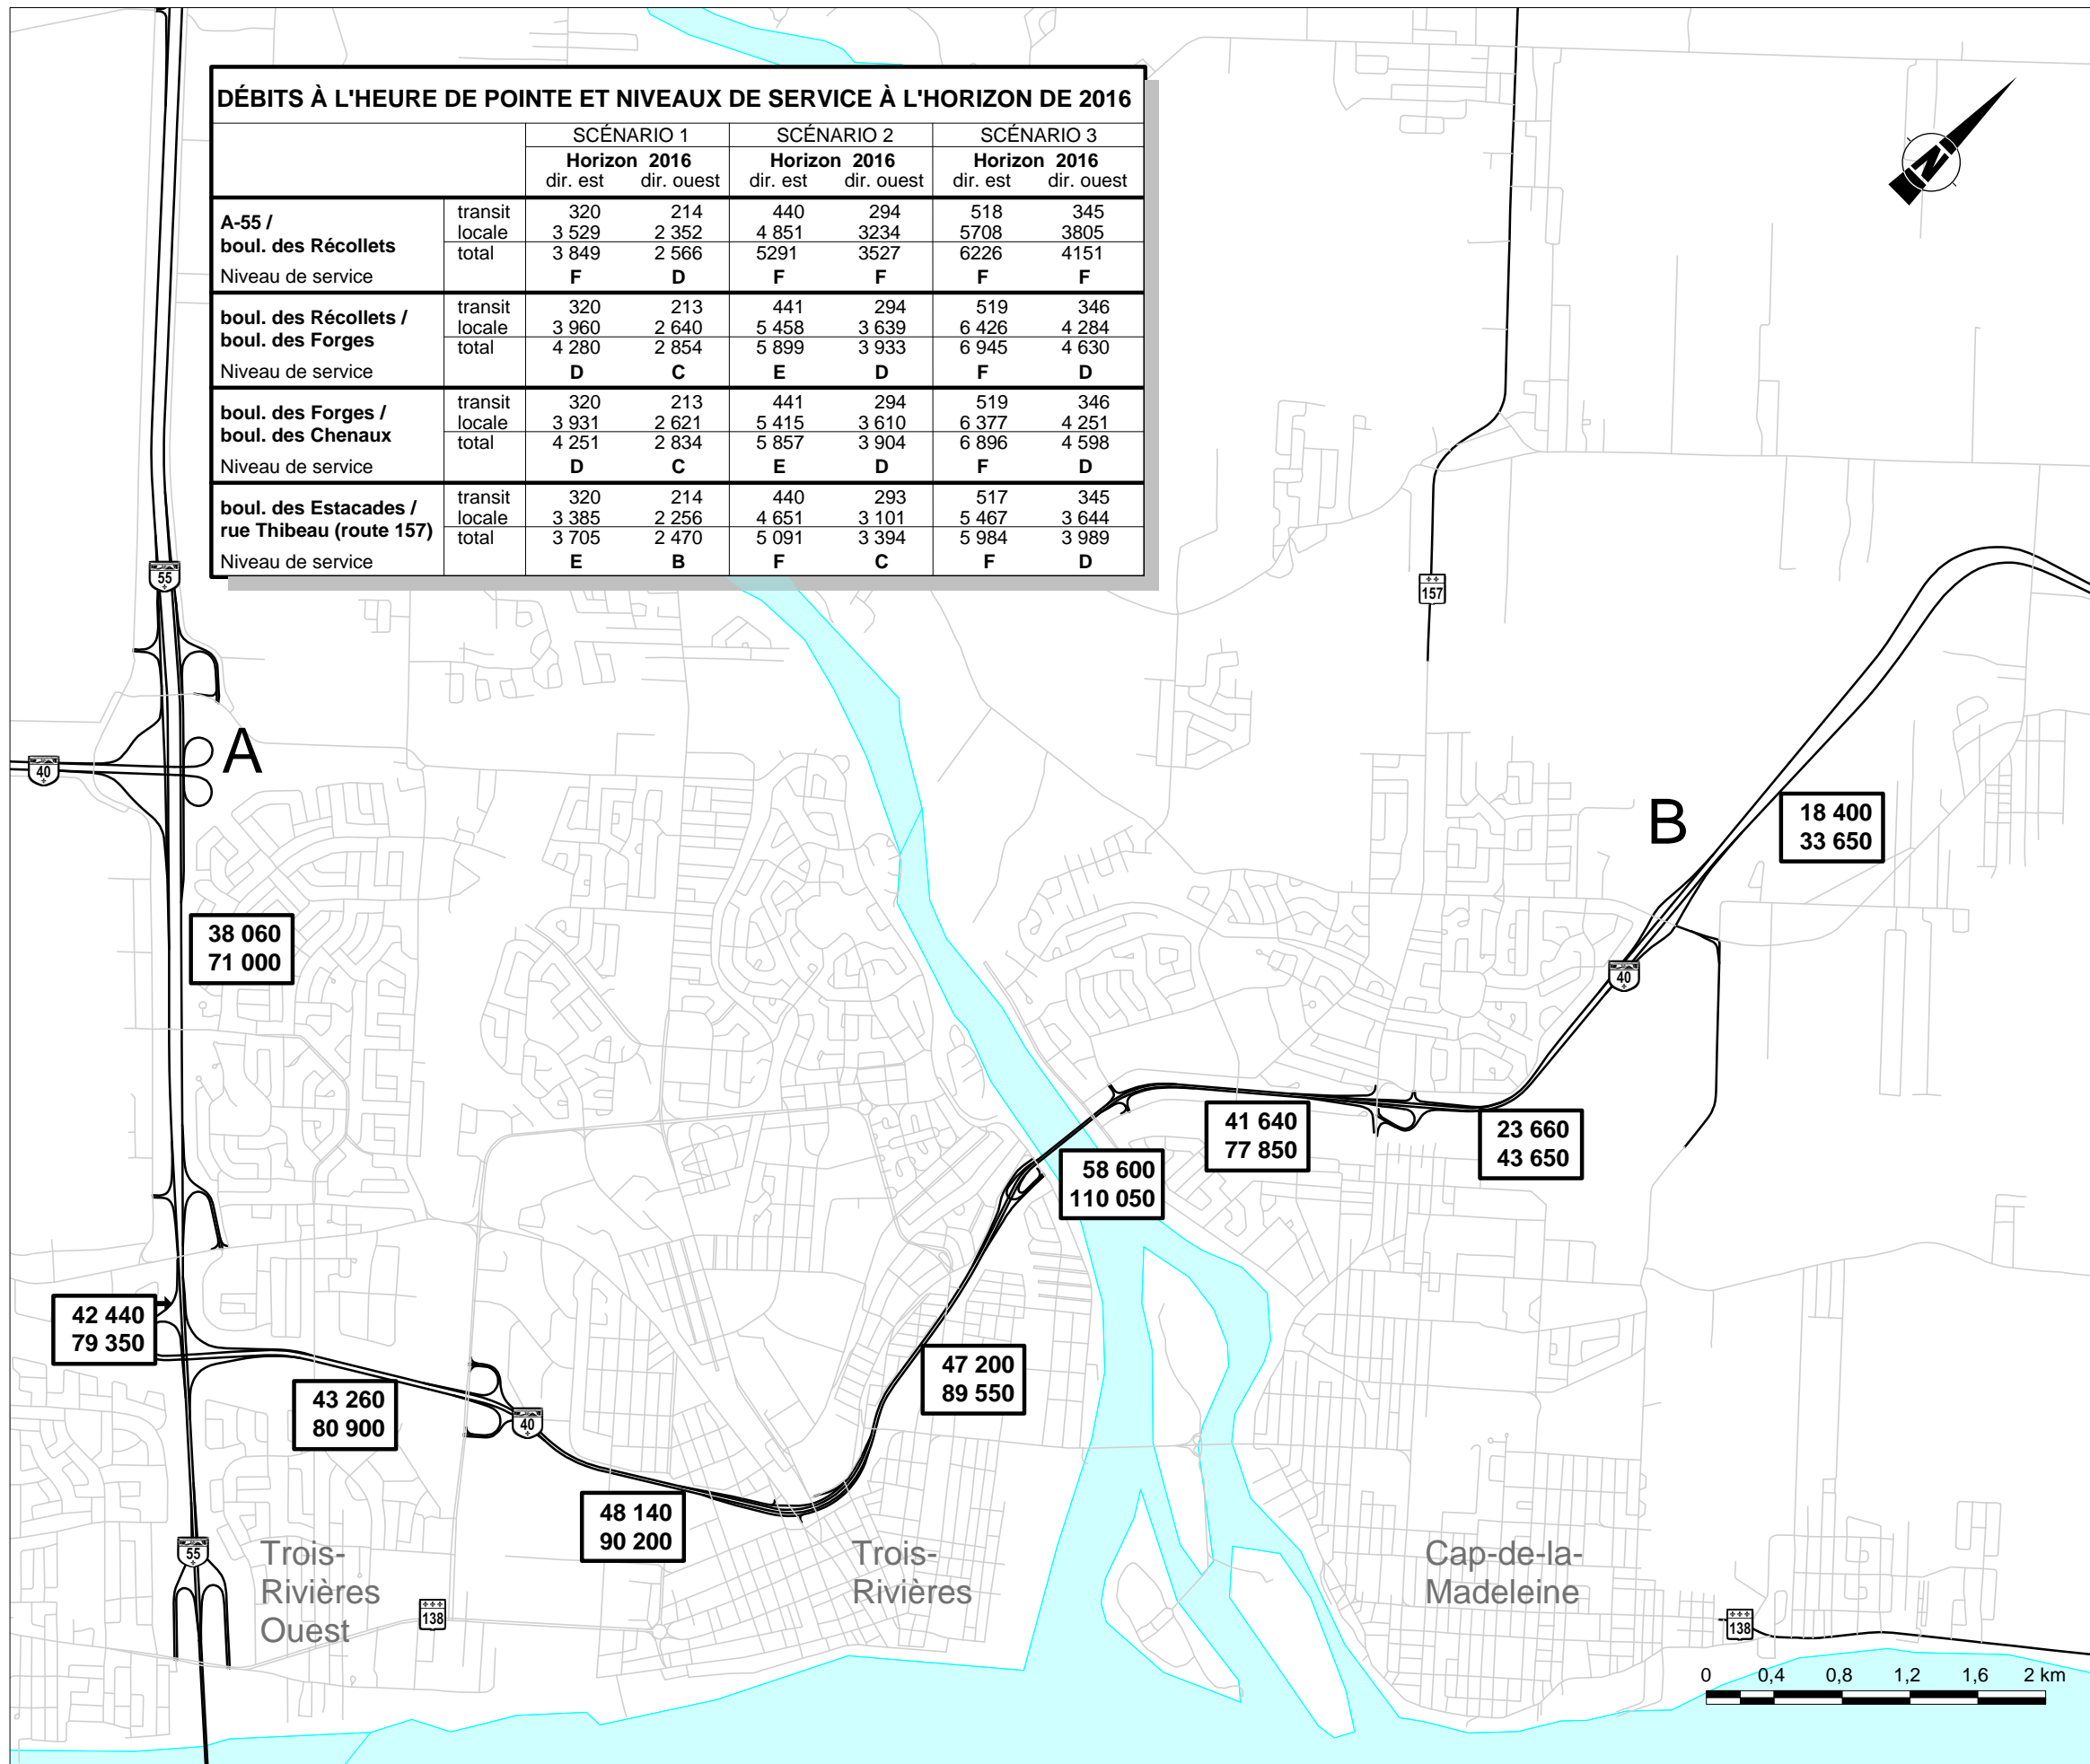 DÉBITS À L'HEURE DE POINTE ET NIVEAUX DE SERVICE À L'HORIZON DE 2016
SCÉNARIO 1 SCÉNARIO 2 SCÉNARIO 3
Horizon 2016 Horizon 2016 Horizon 2016
dir. est dir. ouest dir. est dir. ouest dir. est dir. ouest
A-55 /
boul. des Récollets
transit 320 214 440 294 518 345
locale 3 529 2 352 4 851 3234 5708 3805
total 3 849 2 566 5291 3527 6226 4151
Niveau de service F D F F F F
boul. des Récollets /
boul. des Forges
transit 320 213 441 294 519 346
locale 3 960 2 640 5 458 3 639 6 426 4 284
total 4 280 2 854 5 899 3 933 6 945 4 630
Niveau de service D C E D F D
boul. des Forges /
boul. des Chenaux
transit 320 213 441 294 519 346
locale 3 931 2 621 5 415 3 610 6 377 4 251
total 4 251 2 834 5 857 3 904 6 896 4 598
Niveau de service D C E D F D
boul. des Estacades /
rue Thibeau (route 157)
transit 320 214 440 293 517 345
locale 3 385 2 256 4 651 3 101 5 467 3 644
total 3 705 2 470 5 091 3 394 5 984 3 989
Niveau de service E B F C F D
N
55
157
A
40
B
18 400
33 650
38 060
71 000
40
41 640
77 850
23 660
43 650
58 600
110 050
42 440
79 350
47 200
89 550
43 260
80 900
40
48 140
90 200
55
Trois-
Rivières
Ouest
138
Trois-
Rivières
Cap-de-la-
Madeleine
138
0 0,4 0,8 1,2 1,6 2 km